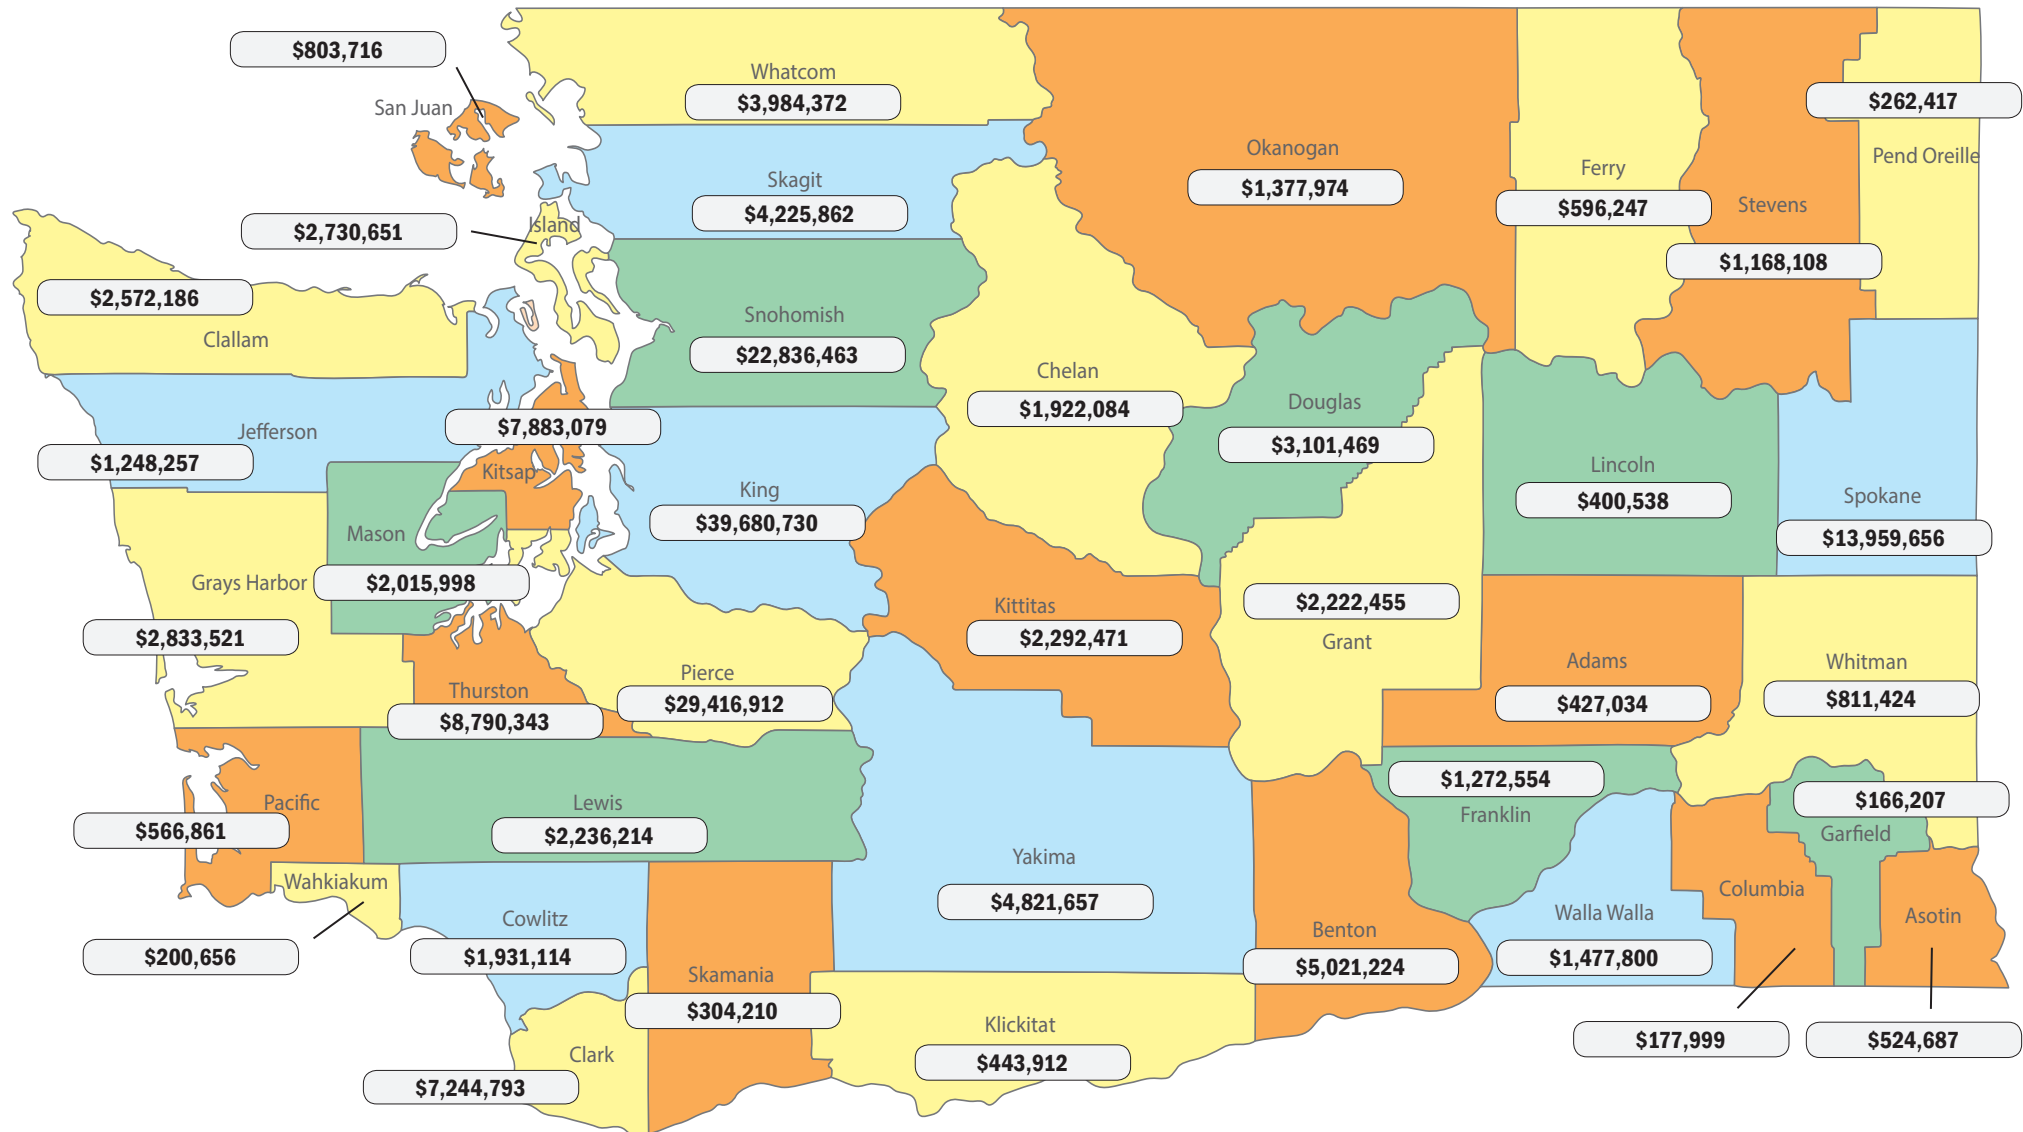 $803,716
San Juan
Whatcom
$3,984,372
Okanogan
$1,377,974
Ferry
$596,247
Stevens
$1,168,108
$262,417
Pend Oreille
Skagit
$4,225,862
Island
$2,730,651
$2,572,186
Clallam
Snohomish
$22,836,463
Chelan
$1,922,084
Douglas
$3,101,469
Jefferson
$1,248,257
$7,883,079
Kitsap
King
$39,680,730
Lincoln
$400,538
Spokane
$13,959,656
Mason
$2,015,998
Grays Harbor
$2,833,521
Kittitas
$2,292,471
$2,222,455
Grant
Adams
$427,034
Whitman
$811,424
Thurston
$8,790,343
Pierce
$29,416,912
Pacific
$566,861
Lewis
$2,236,214
Yakima
$4,821,657
$1,272,554
Franklin
$166,207
Garfield
Wahkiakum
$200,656
Cowlitz
$1,931,114
Skamania
$304,210
Benton
$5,021,224
Walla Walla
$1,477,800
Columbia
$177,999
Asotin
$524,687
Clark
$7,244,793
Klickitat
$443,912